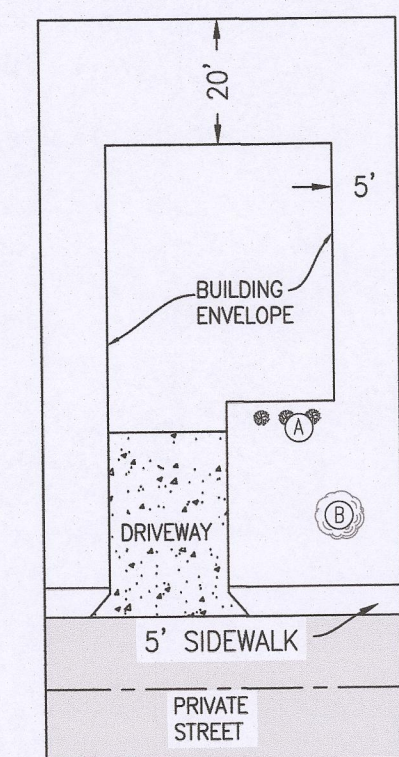 20'
5'
BUILDING
ENVELOPE
A
B
DRIVEWAY
5' SIDEWALK
PRIVATE
STREET